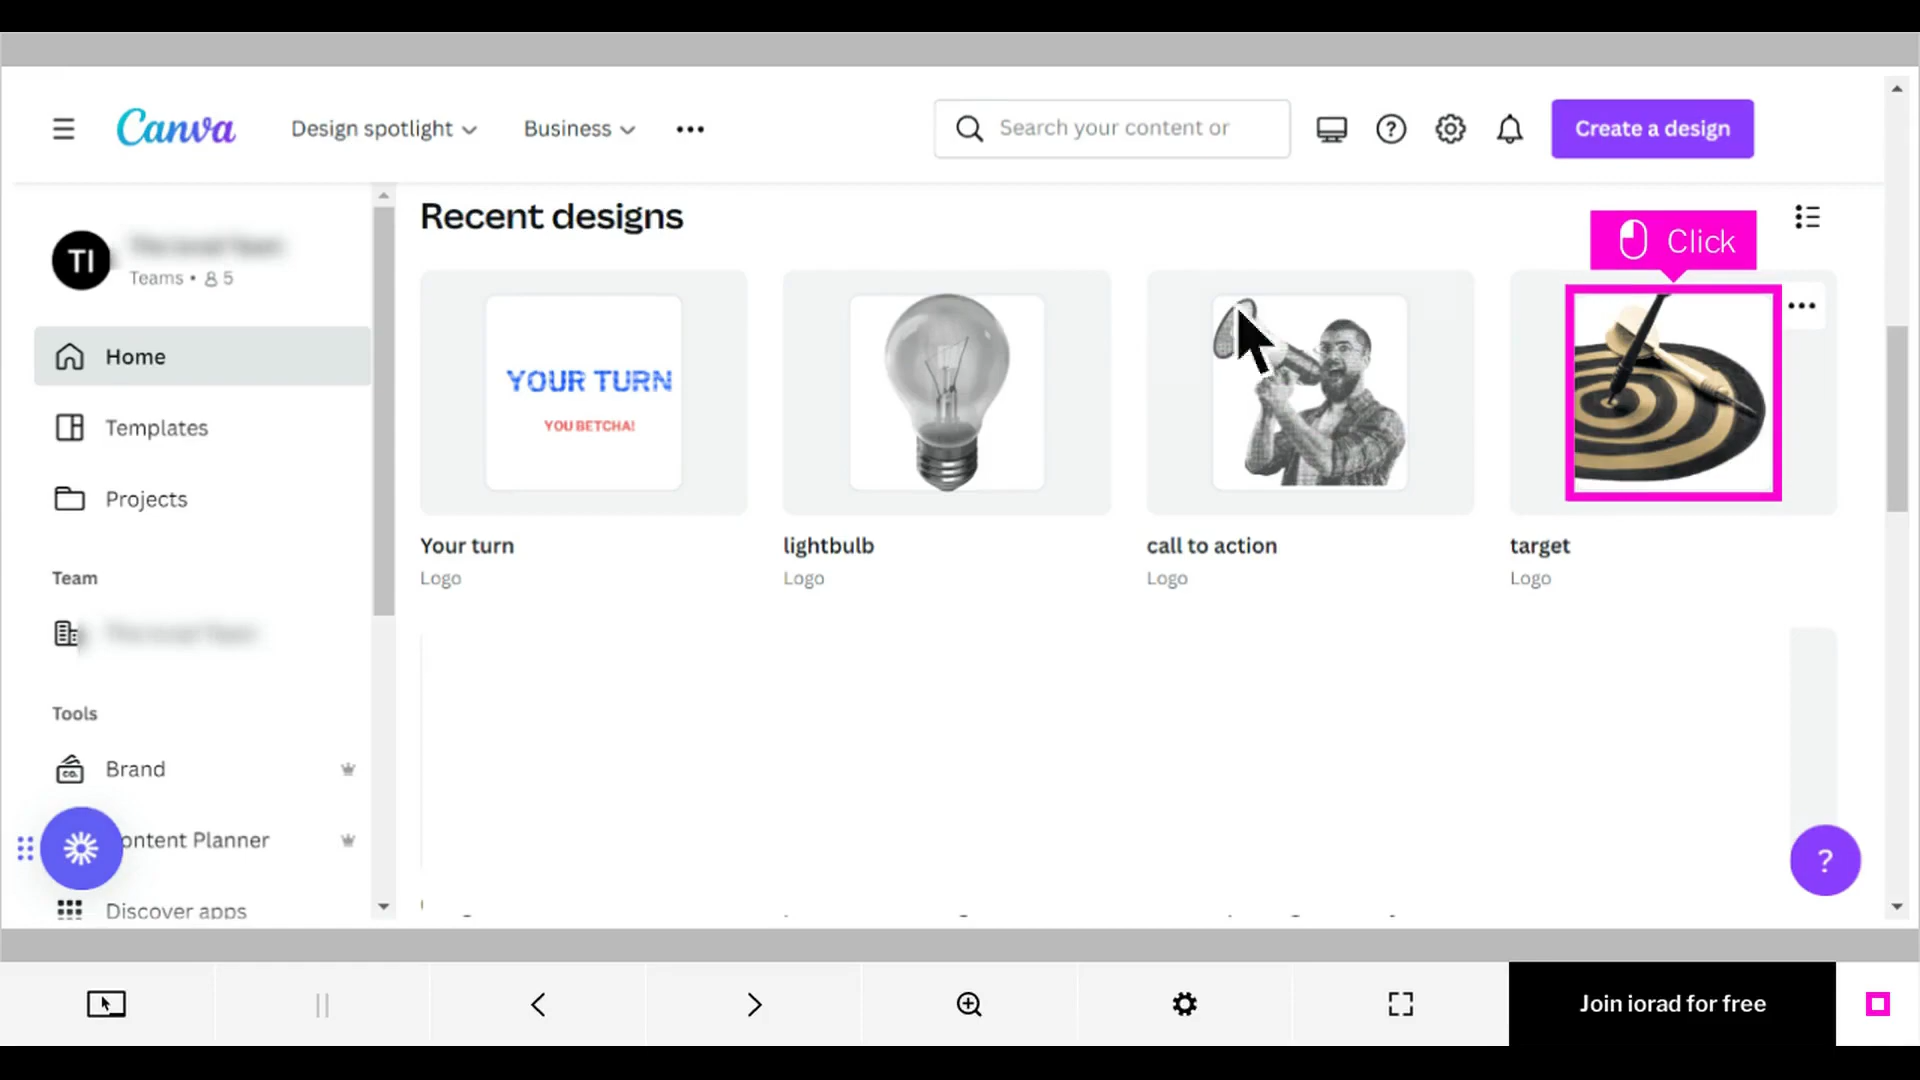 Canva
Design spotlight
Business
Search your content or
Create a design
TI
Teams • 5
Home
Templates
Projects
Team
Tools
Brand
CO.
ontent Planner
Discover apps
Recent designs
Click
YOUR TURN
YOU BETCHA!
Your turn
Logo
lightbulb
Logo
call to action
Logo
target
Logo
?
Join iorad for free